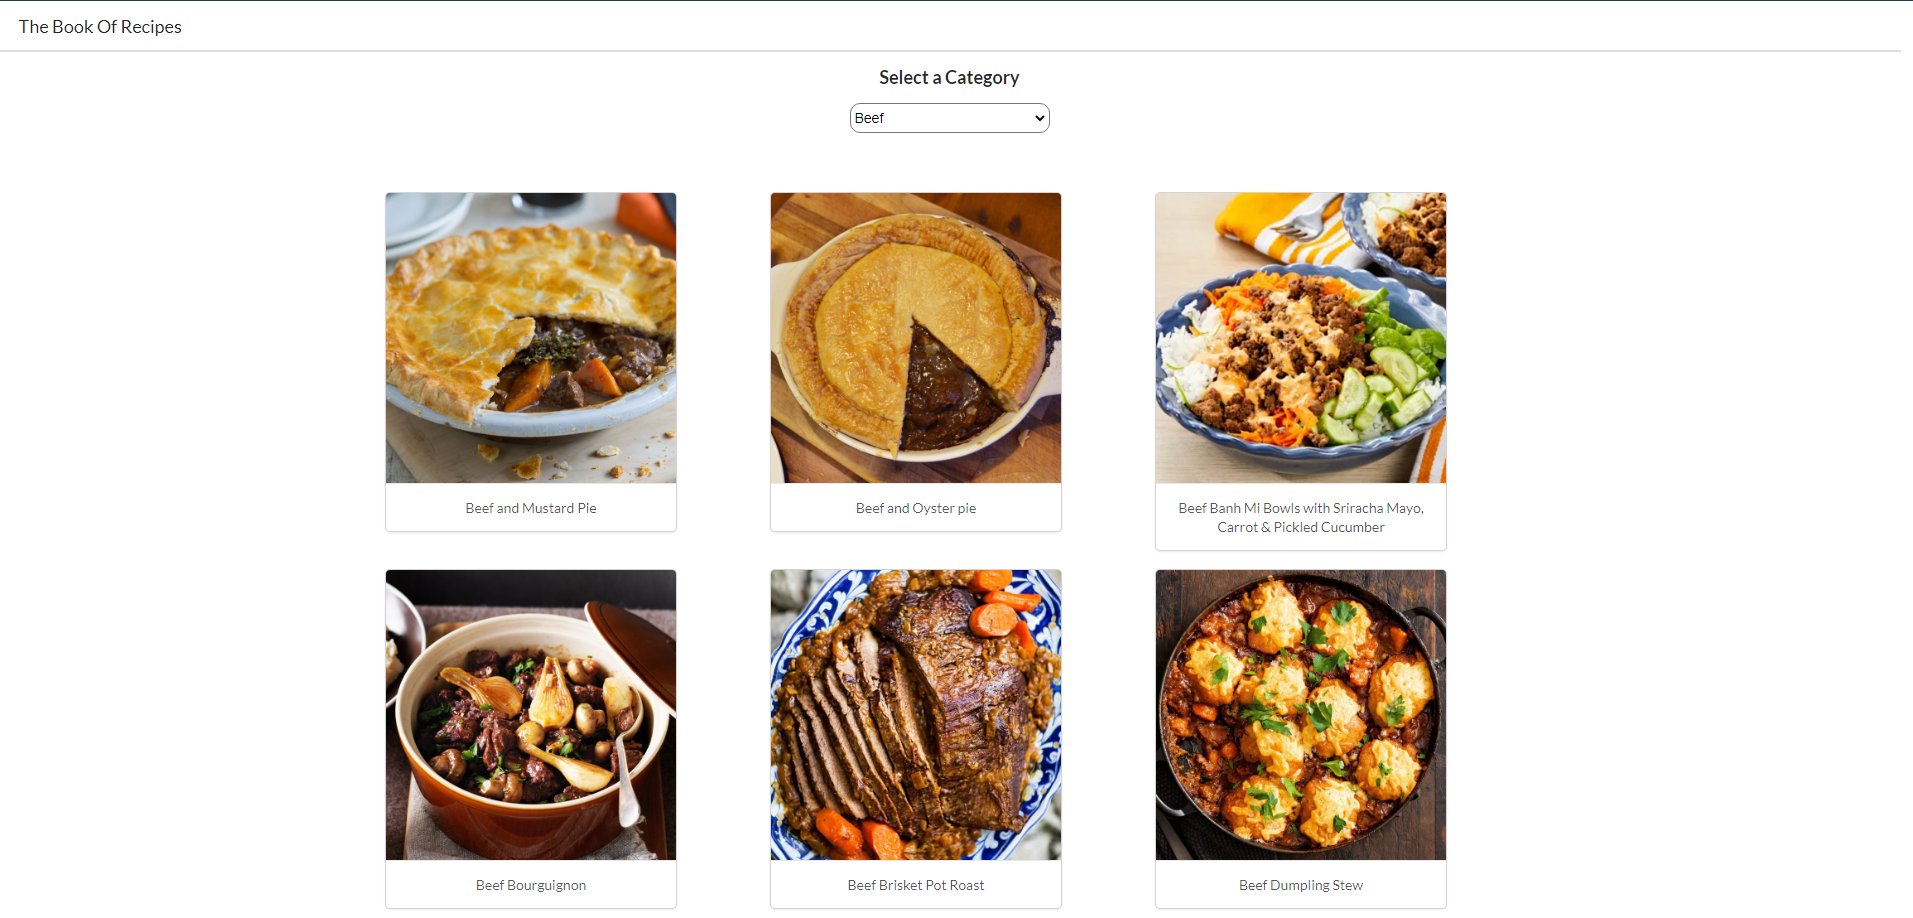 The Book Of Recipes
Select a Category
Beef
Beef and Mustard Pie
Beef and Oyster pie
Beef Banh Mi Bowls with Sriracha Mayo,
Carrot & Pickled Cucumber
Beef Bourguignon
Beef Brisket Pot Roast
Beef Dumpling Stew